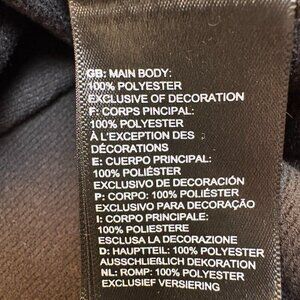 GB: MAIN BODY:
100% POLYESTER
EXCLUSIVE OF DECORATION
F: CORPS PINCIPAL:
100% POLYESTER
À L'EXCEPTION DES
DÉCORATIONS
E: CUERPO PRINCIPAL:
100% POLIÉSTER
EXCLUSIVO DE DECORACIÓN
P: CORPO: 100% POLIÉSTER
EXCLUSIVO PARA DECORAÇÃO
I: CORPO PRINCIPALE:
100% POLIESTERE
ESCLUSA LA DECORAZIONE
D: HAUPTTEIL: 100% POLYESTER
AUSSCHLIEßLICH DEKORATION
NL: ROMP: 100% POLYESTER
EXCLUSIEF VERSIERING